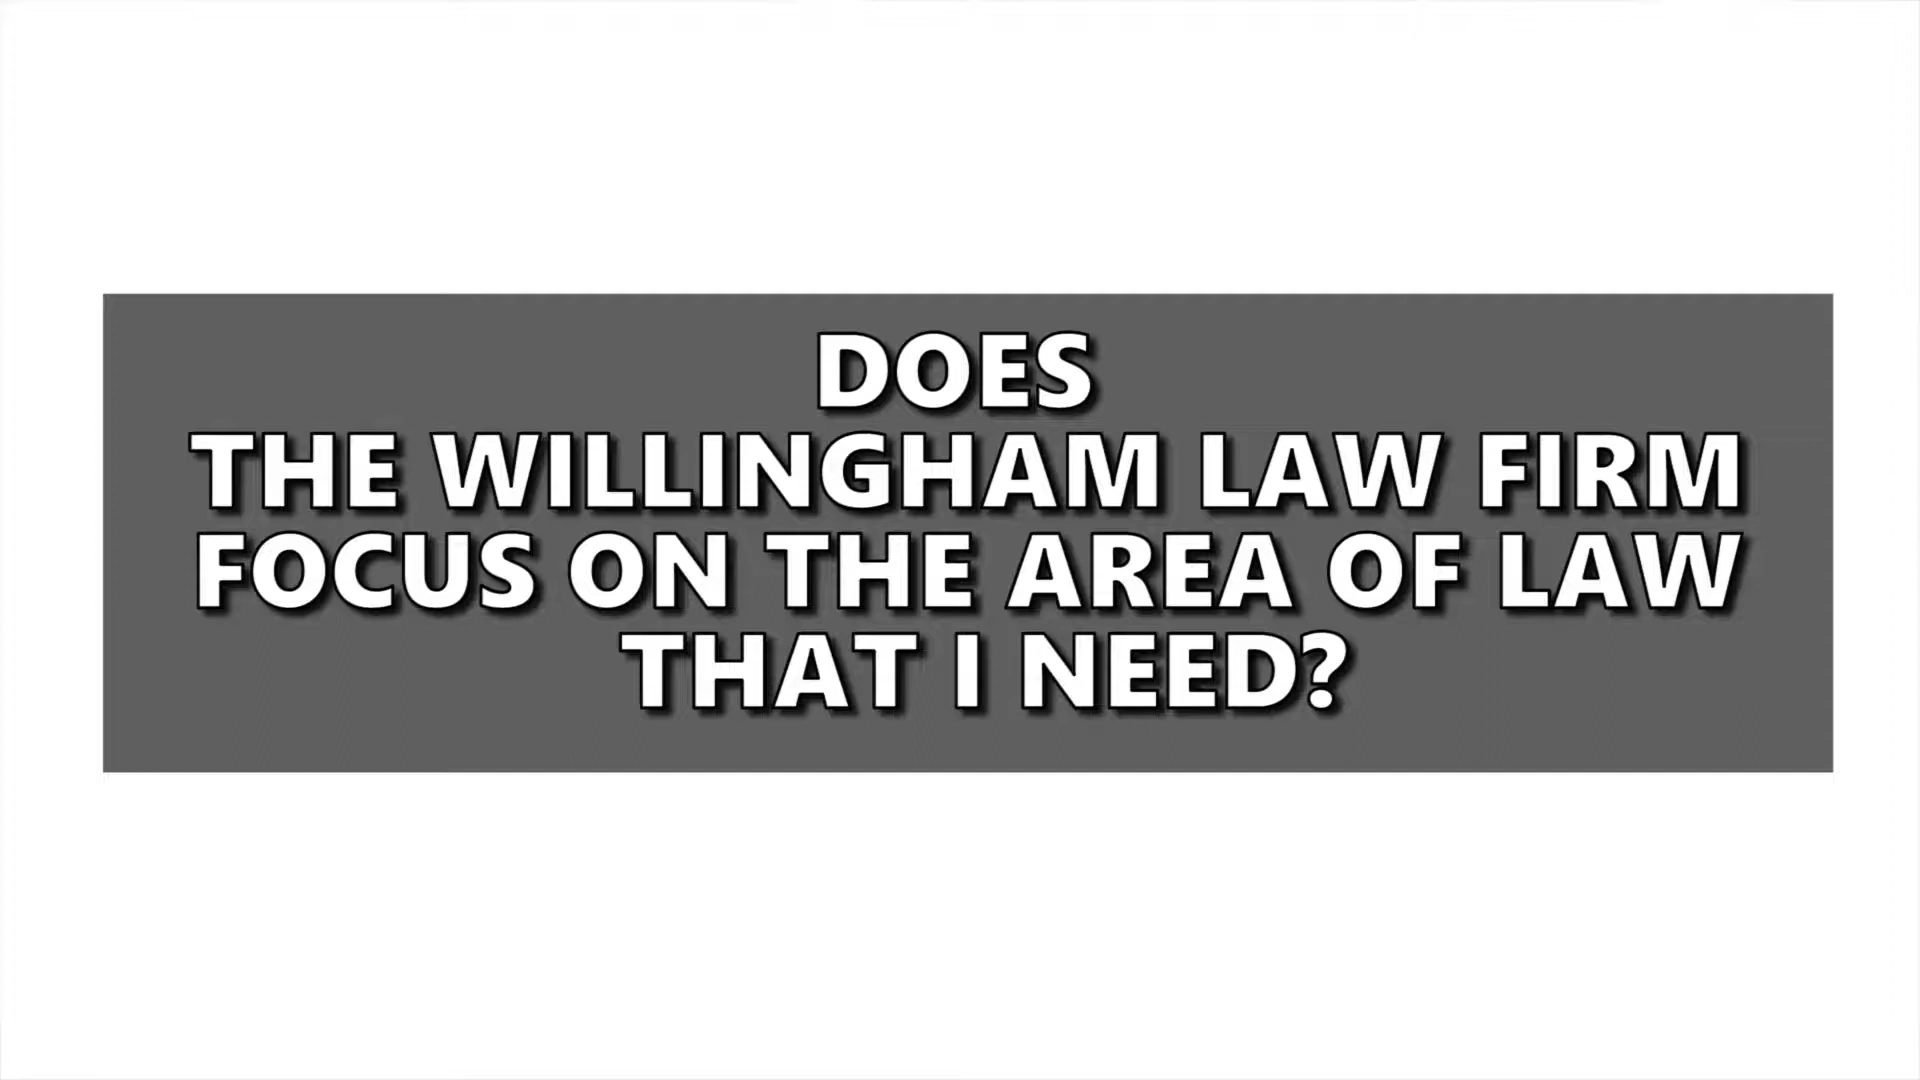 DOES
THE WILLINGHAM LAW FIRM
FOCUS ON THE AREA OF LAW
THAT I NEED?